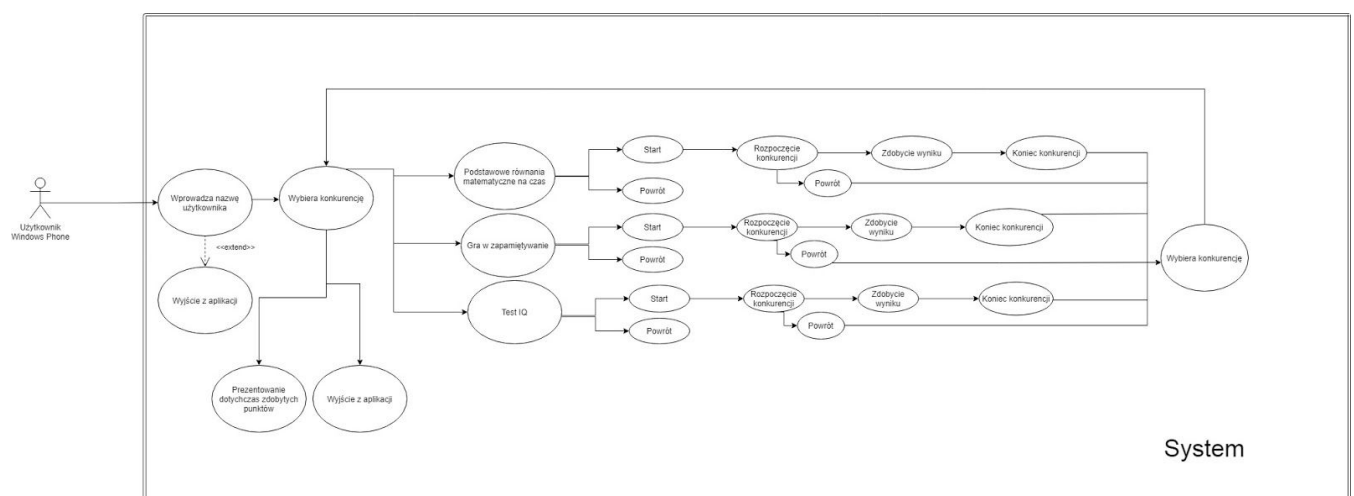 Użytkownik
Windows Phone
Wprowadza nazwę
użytkownika
<<extend>>
Wyjście z aplikacji
Wybiera konkurencję
Prezentowanie
dotychczas zdobytych
punktów
Wyjście z aplikacji
Podstawowe równania
matematyczne na czas
Start
Powrót
Rozpoczęcie
konkurencji
Powrót
Zdobycie wyniku
Koniec konkurencji
Gra w zapamiętywanie
Start
Powrót
Rozpoczęcie
konkurencji
Powrót
Zdobycie
wyniku
Koniec konkurencji
Test IQ
Start
Powrót
Rozpoczęcie
konkurencji
Powrót
Zdobycie
wyniku
Koniec konkurencji
Wybiera konkurencję
System